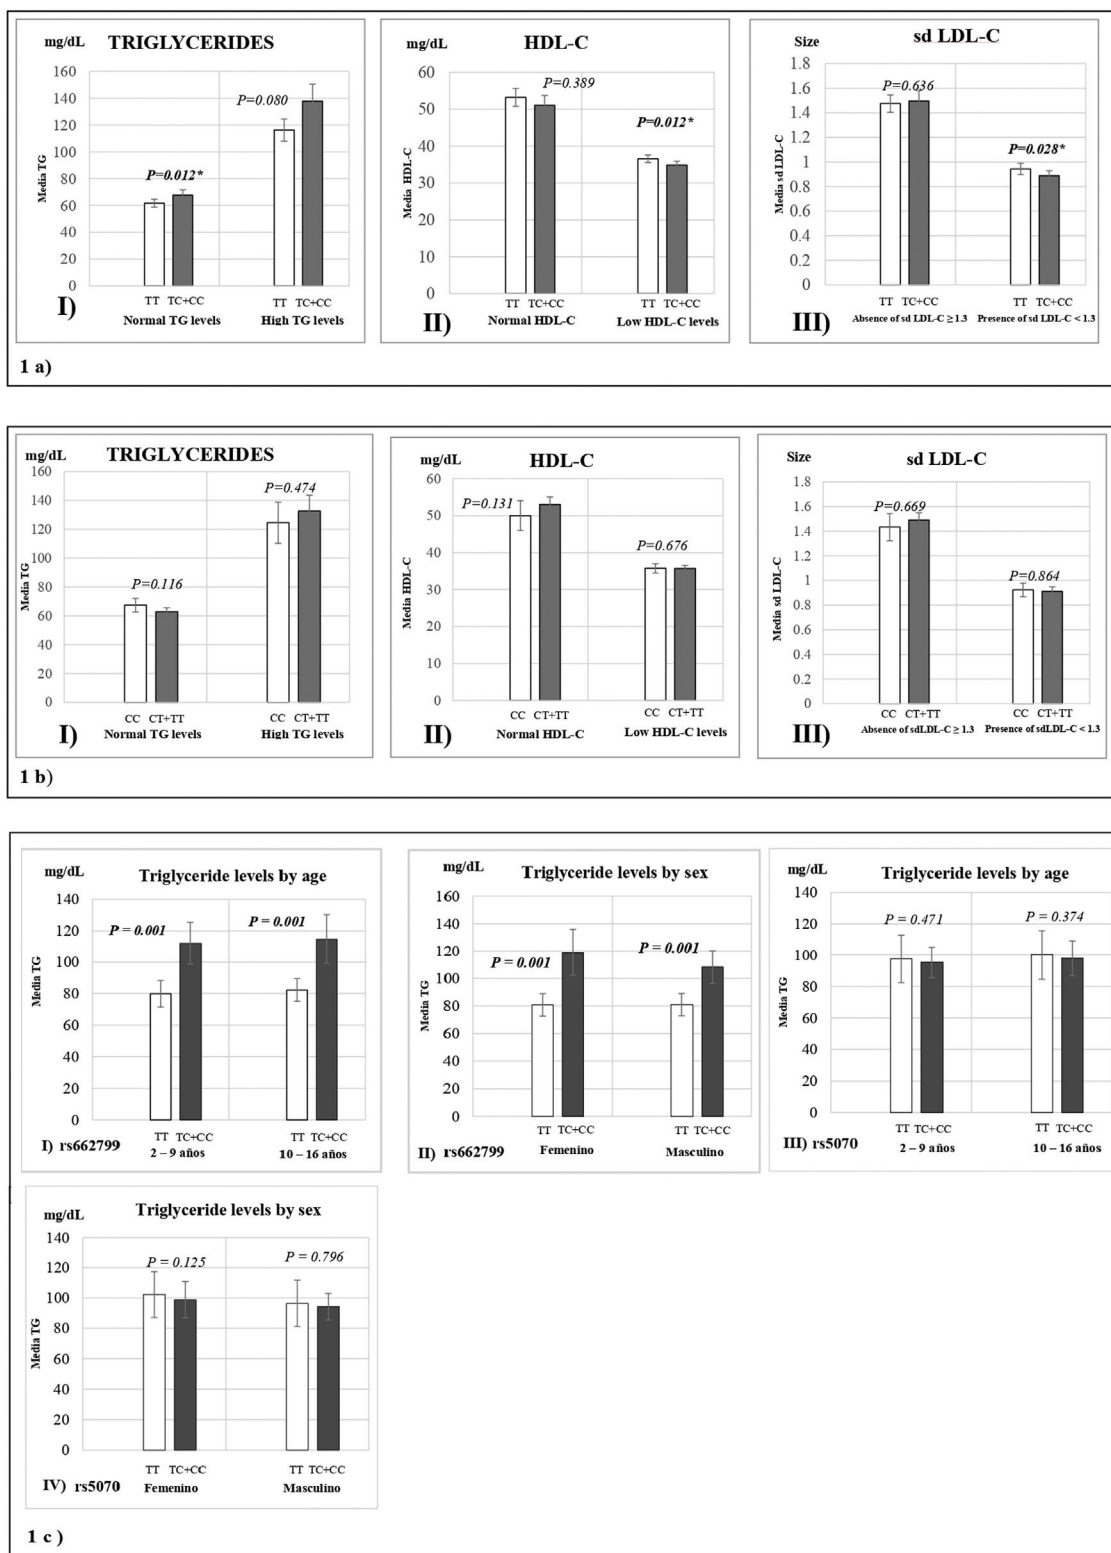 mg/dL
TRIGLYCERIDES
160
140
120
100
80
60
40
20
0
Media TG
P=0.012*
P=0.080
TT TC+CC TT TC+CC
Normal TG levels High TG levels
I)
mg/dL
HDL-C
60
50
40
30
20
10
0
Media HDL-C
P=0.389
P=0.012*
TT TC+CC TT TC+CC
Normal HDL-C Low HDL-C levels
II)
Size
sd LDL-C
1.8
1.6
1.4
1.2
1
0.8
0.6
0.4
0.2
0
Media sd LDL-C
P=0.636
P=0.028*
TT TC+CC TT TC+CC
Absence of sd LDL-C ≥ 1.3 Presence of sd LDL-C < 1.3
III)
1 a)
mg/dL
TRIGLYCERIDES
160
140
120
100
80
60
40
20
0
Media TG
P=0.116
P=0.474
CC CT+TT CC CT+TT
Normal TG levels High TG levels
I)
mg/dL
HDL-C
60
50
40
30
20
10
0
Media HDL-C
P=0.131
P=0.676
CC CT+TT CC CT+TT
Normal HDL-C Low HDL-C levels
II)
Size
sd LDL-C
1.8
1.6
1.4
1.2
1
0.8
0.6
0.4
0.2
0
Media sd LDL-C
P=0.669
P=0.864
CC CT+TT CC CT+TT
Absence of sdLDL-C ≥ 1.3 Presence of sdLDL-C < 1.3
III)
1 b)
mg/dL
Triglyceride levels by age
140
120
100
80
60
40
20
0
Media TG
P = 0.001
P = 0.001
TT TC+CC TT TC+CC
I) rs662799 2 – 9 años 10 – 16 años
mg/dL
Triglyceride levels by sex
160
140
120
100
80
60
40
20
0
Media TG
P = 0.001
P = 0.001
TT TC+CC TT TC+CC
II) rs662799 Femenino Masculino
mg/dL
Triglyceride levels by age
140
120
100
80
60
40
20
0
Media TG
P = 0.471
P = 0.374
TT TC+CC TT TC+CC
III) rs5070 2 – 9 años 10 – 16 años
mg/dL
Triglyceride levels by sex
140
120
100
80
60
40
20
0
Media TG
P = 0.125
P = 0.796
TT TC+CC TT TC+CC
IV) rs5070 Femenino Masculino
1 c )